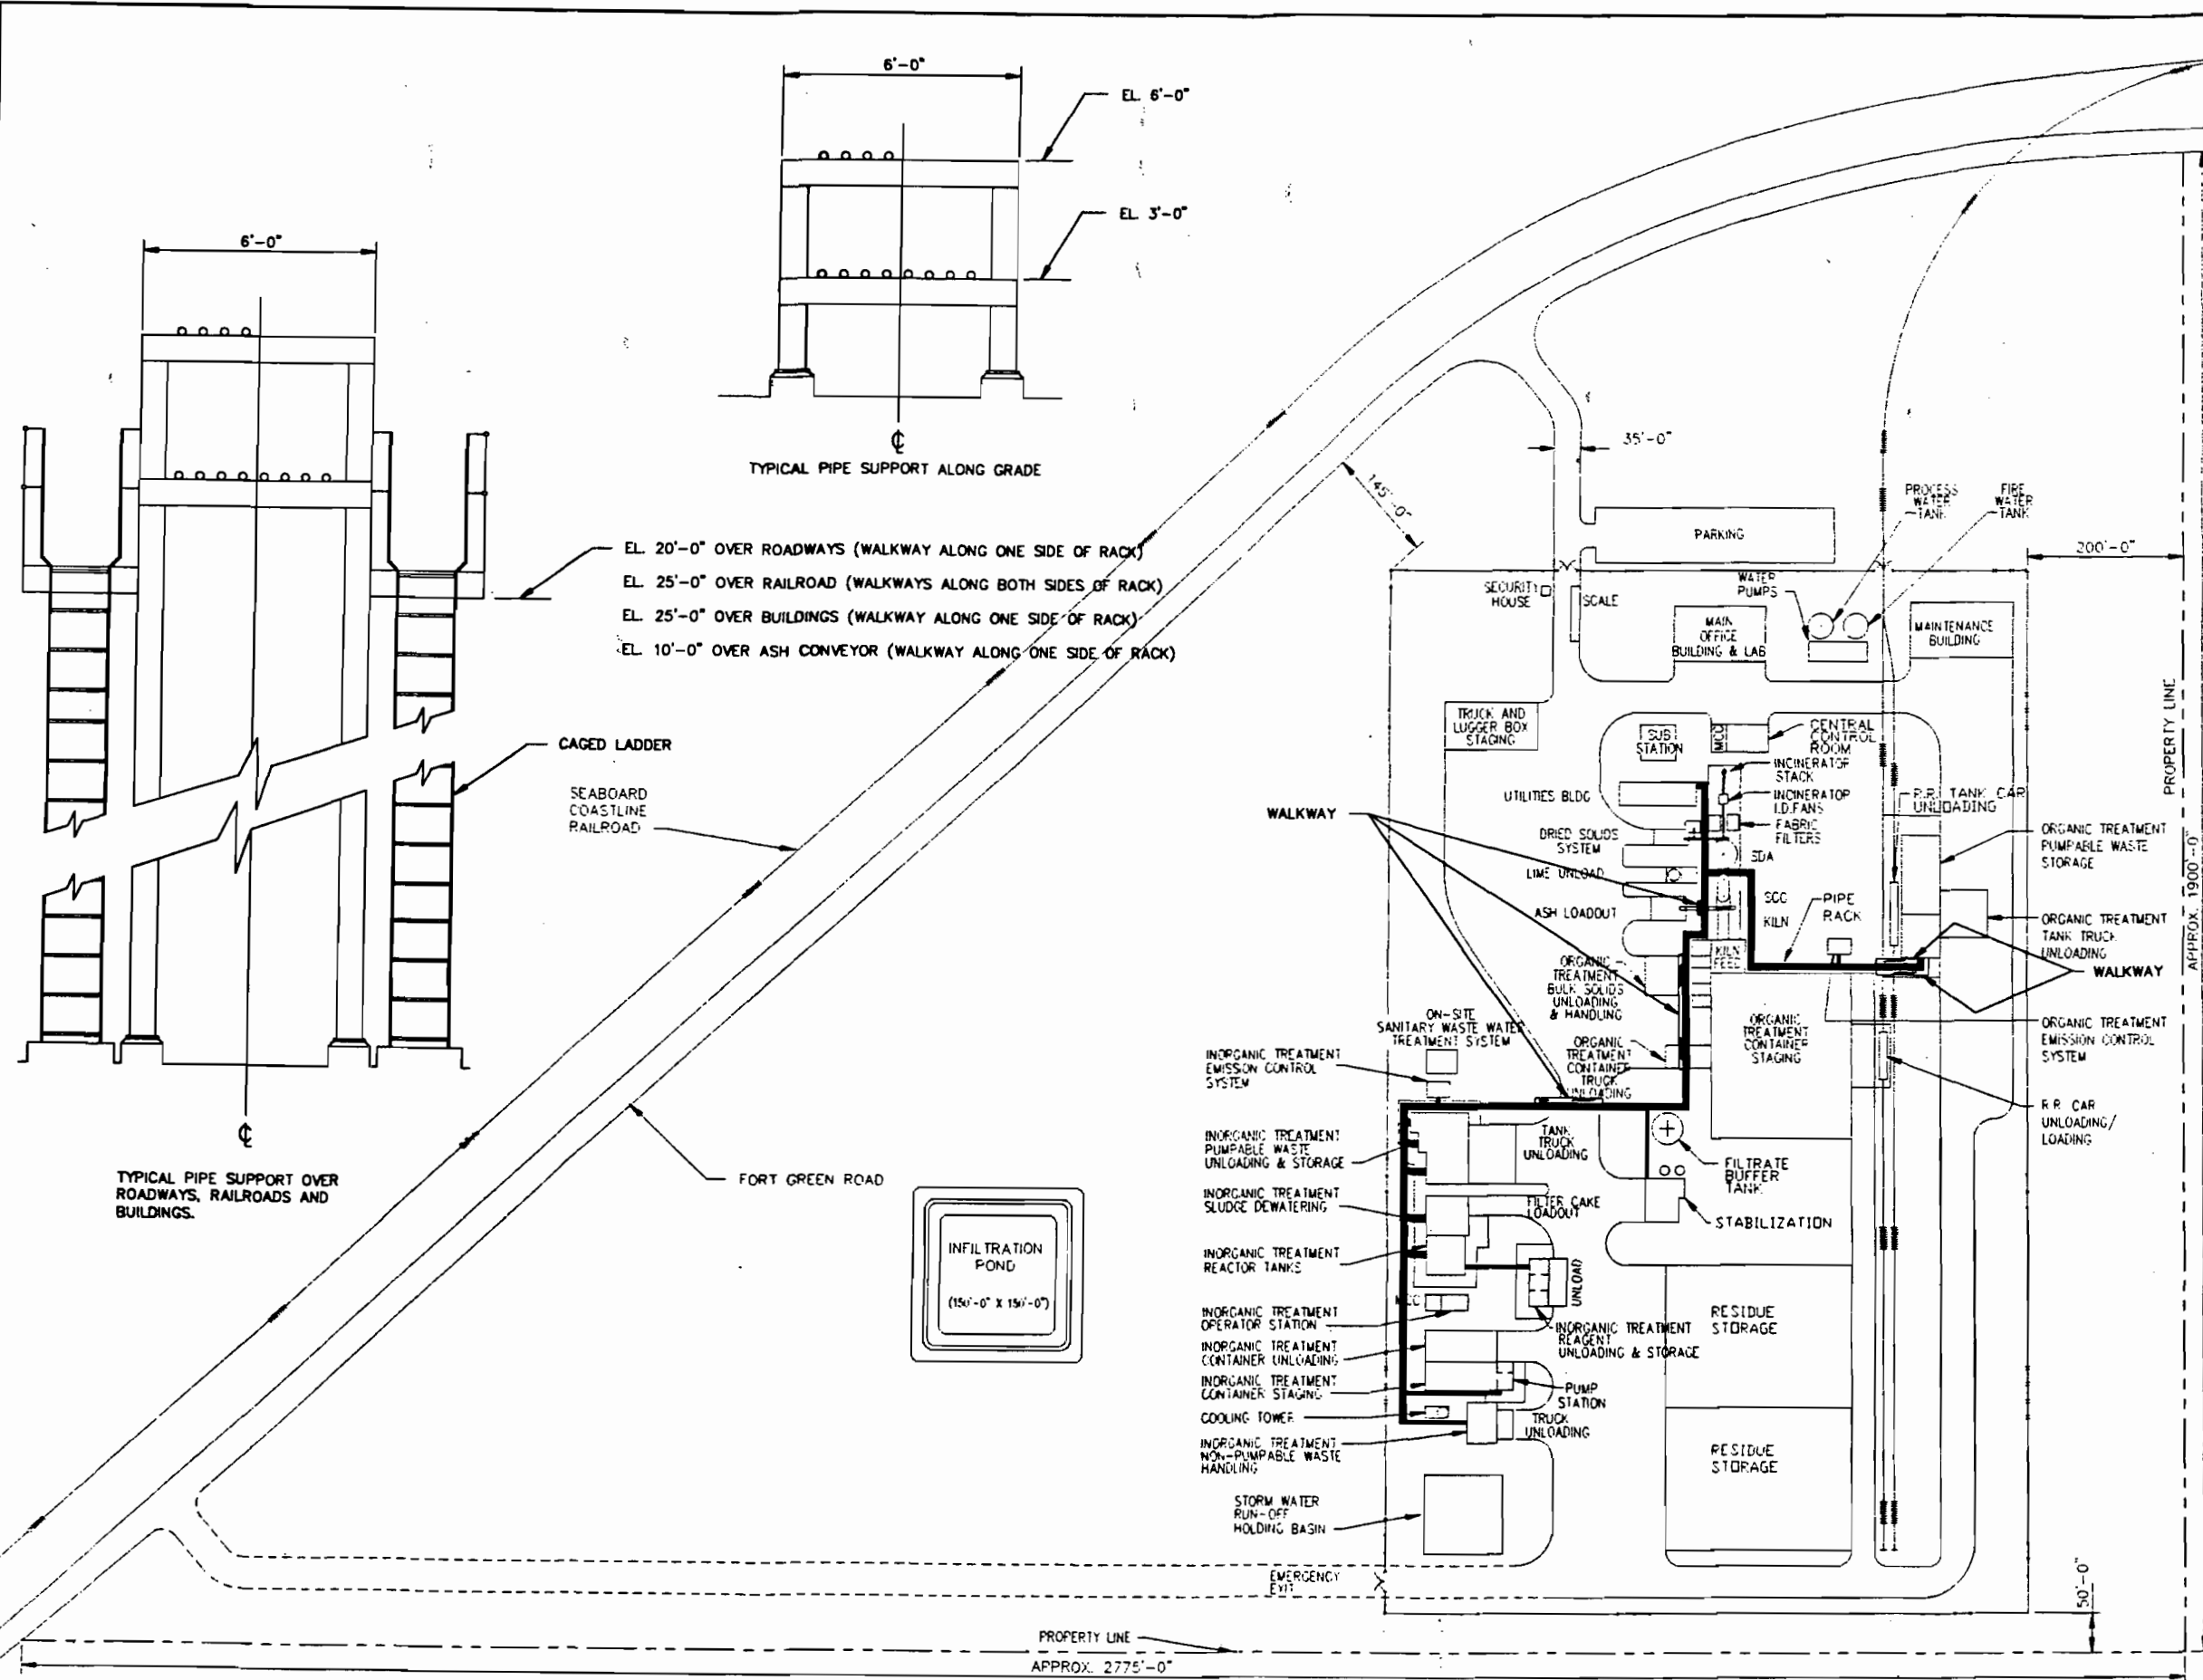 6'-0"
EL. 6'-0"
EL. 3'-0"
℄
TYPICAL PIPE SUPPORT ALONG GRADE
6'-0"
EL. 20'-0" OVER ROADWAYS (WALKWAY ALONG ONE SIDE OF RACK)
EL. 25'-0" OVER RAILROAD (WALKWAYS ALONG BOTH SIDES OF RACK)
EL. 25'-0" OVER BUILDINGS (WALKWAY ALONG ONE SIDE OF RACK)
EL. 10'-0" OVER ASH CONVEYOR (WALKWAY ALONG ONE SIDE OF RACK)
CAGED LADDER
℄
TYPICAL PIPE SUPPORT OVER
ROADWAYS, RAILROADS AND
BUILDINGS.
SEABOARD
COASTLINE
RAILROAD
FORT GREEN ROAD
INFILTRATION
POND
(150'-0" X 150'-0")
35'-0"
145'-0"
PARKING
PROCESS
WATER
TANK
FIRE
WATER
TANK
200'-0"
SECURITY
HOUSE
SCALE
WATER
PUMPS
MAIN
OFFICE
BUILDING & LAB
MAINTENANCE
BUILDING
PROPERTY LINE
APPROX. 1900'-0"
TRUCK AND
LUGGER BOX
STAGING
SUB
STATION
MCC
CENTRAL
CONTROL
ROOM
INCINERATOR
STACK
INCINERATOR
I.D. FANS
FABRIC
FILTERS
UTILITIES BLDG
WALKWAY
DRIED SOLIDS
SYSTEM
SDA
LIME UNLOAD
SCC
KILN
ASH LOADOUT
PIPE
RACK
KILN
FEED
R.R. TANK CAR
UNLOADING
ORGANIC TREATMENT
PUMPABLE WASTE
STORAGE
ORGANIC TREATMENT
TANK TRUCK
UNLOADING
WALKWAY
ORGANIC TREATMENT
EMISSION CONTROL
SYSTEM
R.R. CAR
UNLOADING/
LOADING
ORGANIC
TREATMENT
BULK SOLIDS
UNLOADING
& HANDLING
ORGANIC
TREATMENT
CONTAINER
STAGING
ON-SITE
SANITARY WASTE WATER
TREATMENT SYSTEM
ORGANIC
TREATMENT
CONTAINER
TRUCK
UNLOADING
INORGANIC TREATMENT
EMISSION CONTROL
SYSTEM
INORGANIC TREATMENT
PUMPABLE WASTE
UNLOADING & STORAGE
TANK
TRUCK
UNLOADING
FILTRATE
BUFFER
TANK
INORGANIC TREATMENT
SLUDGE DEWATERING
FILTER CAKE
LOADOUT
STABILIZATION
INORGANIC TREATMENT
REACTOR TANKS
UNLOAD
MCC
INORGANIC TREATMENT
OPERATOR STATION
INORGANIC TREATMENT
REAGENT
UNLOADING & STORAGE
RESIDUE
STORAGE
INORGANIC TREATMENT
CONTAINER UNLOADING
INORGANIC TREATMENT
CONTAINER STAGING
PUMP
STATION
COOLING TOWER
TRUCK
UNLOADING
INORGANIC TREATMENT
NON-PUMPABLE WASTE
HANDLING
RESIDUE
STORAGE
STORM WATER
RUN-OFF
HOLDING BASIN
EMERGENCY
EXIT
50'-0"
PROPERTY LINE
APPROX. 2775'-0"